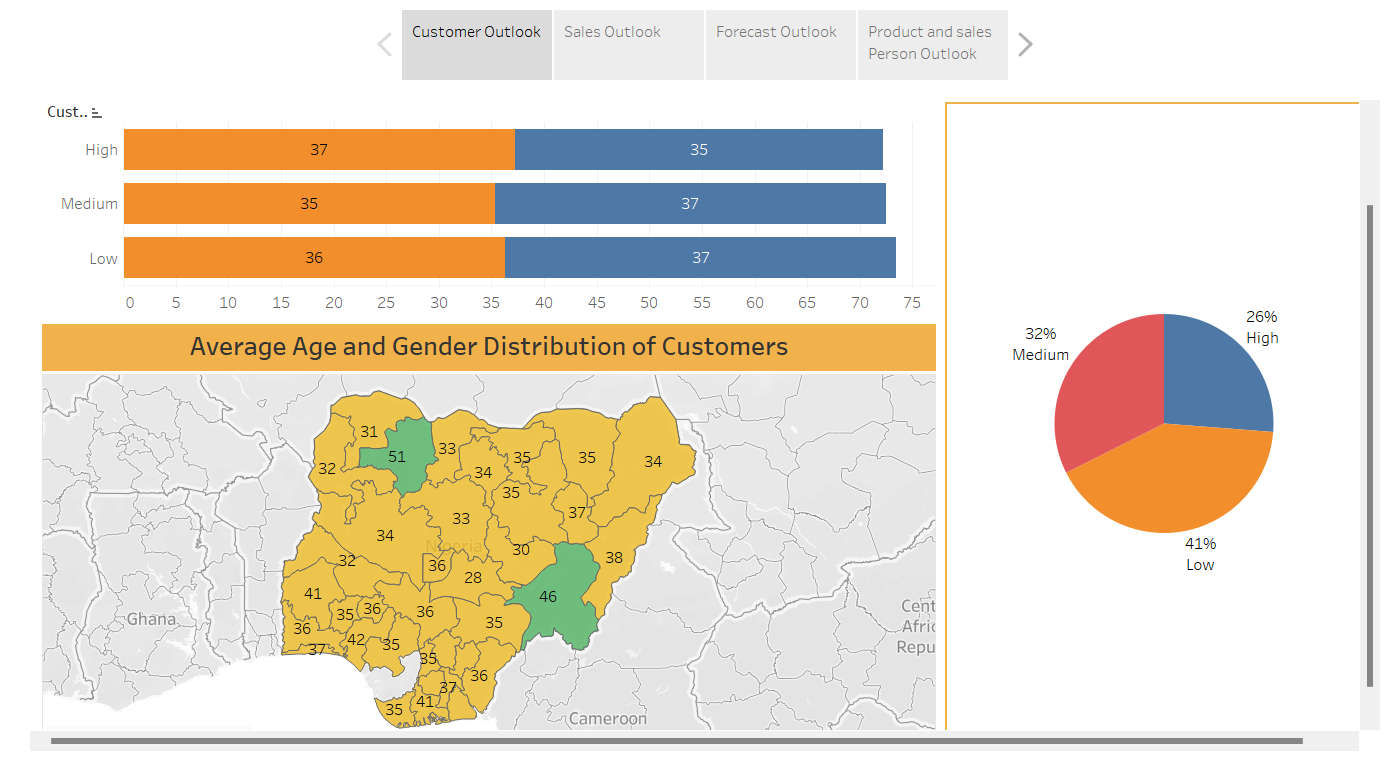 Customer Outlook
Sales Outlook
Forecast Outlook
Product and sales
Person Outlook
Cust..
High
37
35
Medium
35
37
Low
36
37
0 5 10 15 20 25 30 35 40 45 50 55 60 65 70 75
Average Age and Gender Distribution of Customers
31
51
33
32
34
35
35
34
35
37
34
33
Nigeria
30
38
32
36
28
46
41
35
36
36
35
36
37
42
35
35
36
37
41
35
Ghana
Cameroon
Cent
Afric
Repu
32%
Medium
26%
High
41%
Low